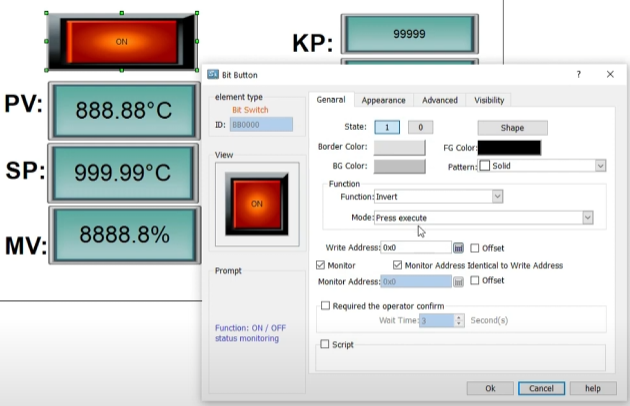 ON
KP:
99999
PV:
888.88°C
SP:
999.99°C
MV:
8888.8%
Bit Button
?
element type
Bit Switch
ID: BB0000
View
ON
Prompt
Function: ON / OFF
status monitoring
General
Appearance
Advanced
Visibility
State: 1 0
Shape
Border Color:
FG Color:
BG Color:
Pattern: Solid
Function
Function: Invert
Mode: Press execute
Write Address: 0x0
Offset
Monitor
Monitor Address Identical to Write Address
Monitor Address: 0x0
Offset
Required the operator confirm
Wait Time: 3 Second(s)
Script
Ok
Cancel
help